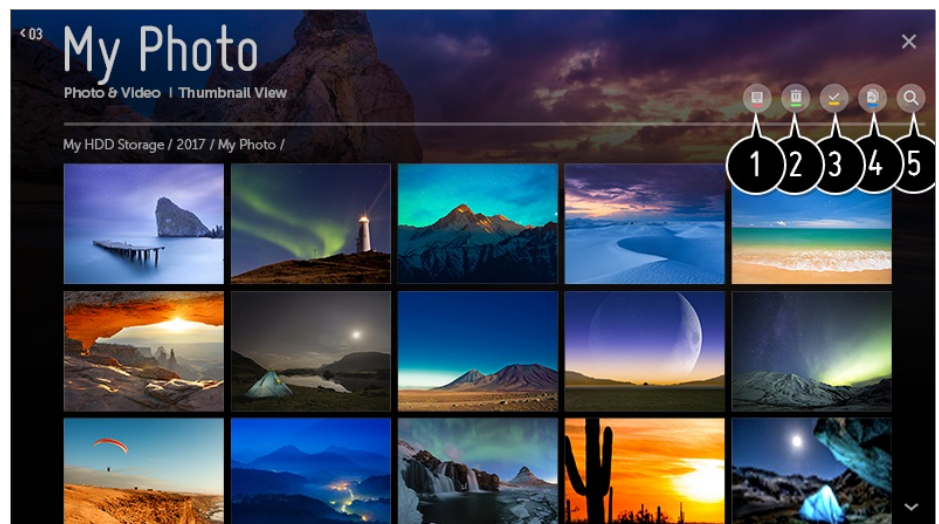 < 03
My Photo
Photo & Video | Thumbnail View
My HDD Storage / 2017 / My Photo /
1 2 3 4 5